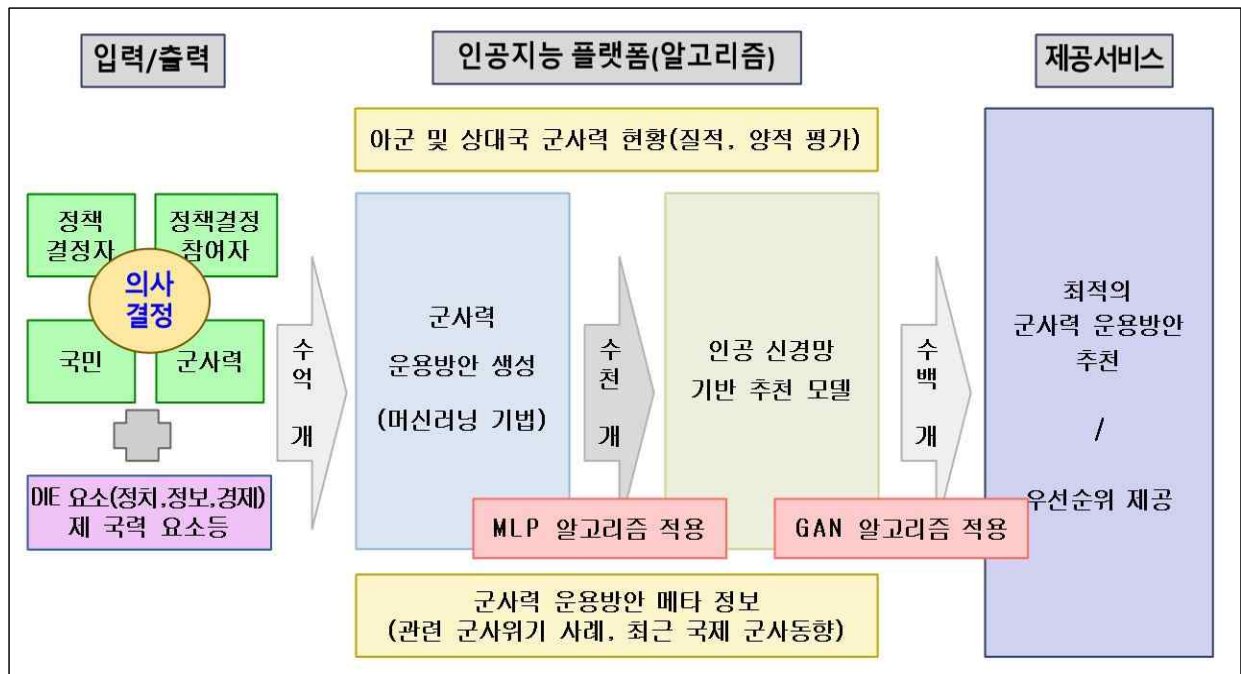 입력/출력
인공지능 플랫폼(알고리즘)
제공서비스
아군 및 상대국 군사력 현황(질적, 양적 평가)
정책
결정자
정책결정
참여자
의사
결정
국민
군사력
DIE 요소(정치,정보,경제)
제 국력 요소등
수
억
개
군사력
운용방안 생성
(머신러닝 기법)
수
천
개
MLP 알고리즘 적용
인공 신경망
기반 추천 모델
수
백
개
GAN 알고리즘 적용
최적의
군사력 운용방안
추천
/
우선순위 제공
군사력 운용방안 메타 정보
(관련 군사위기 사례, 최근 국제 군사동향)